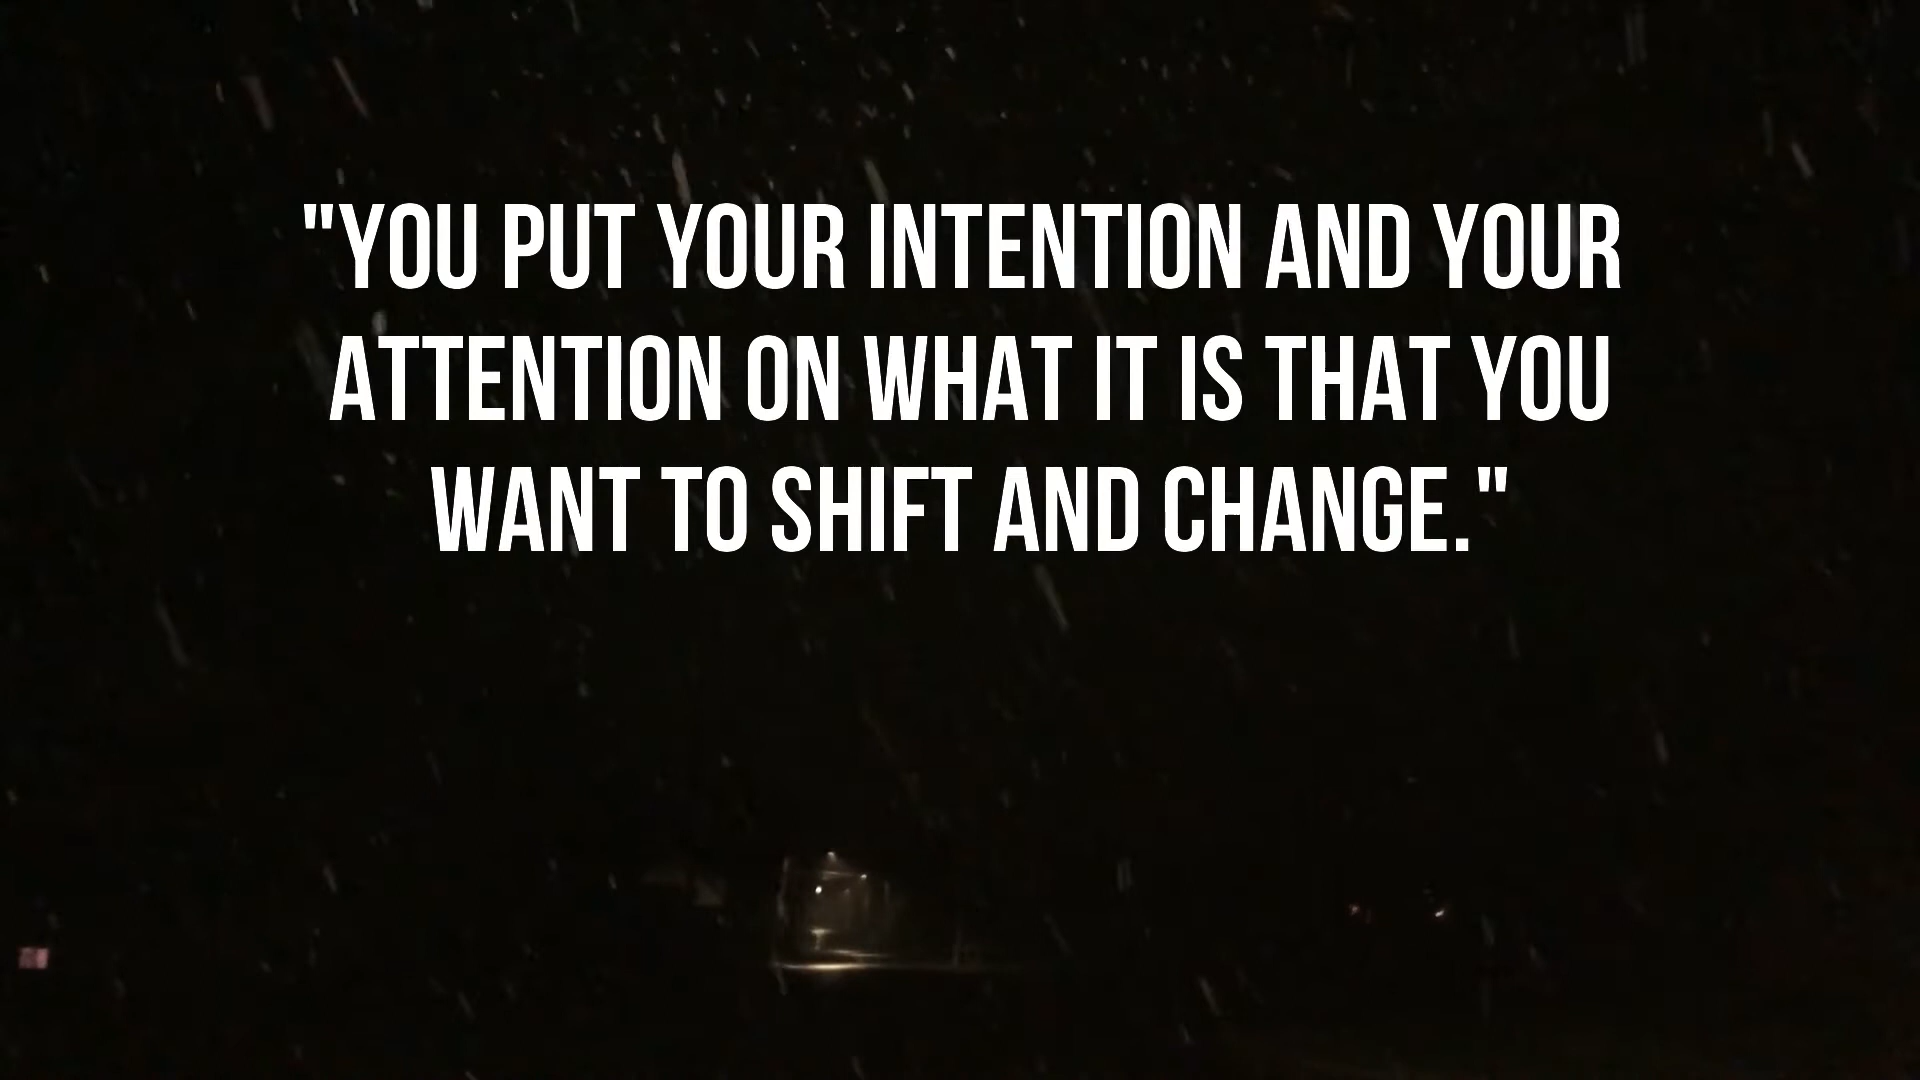 "YOU PUT YOUR INTENTION AND YOUR
ATTENTION ON WHAT IT IS THAT YOU
WANT TO SHIFT AND CHANGE."